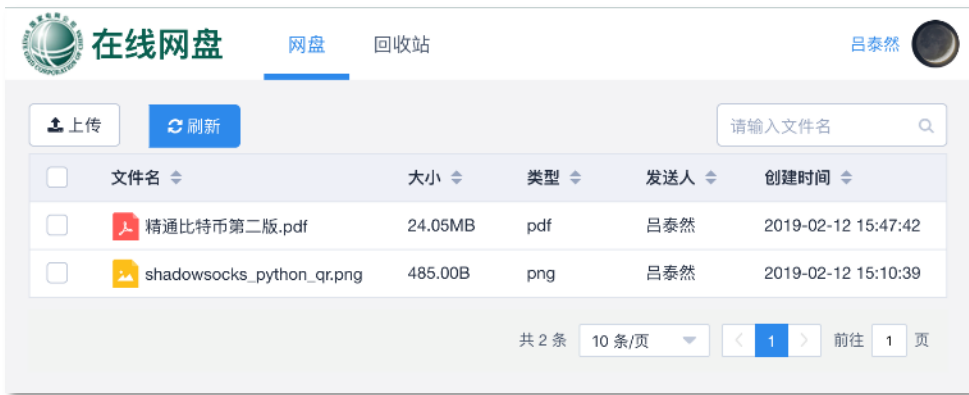 在线网盘 网盘 回收站 吕泰然
上传 刷新 请输入文件名
文件名 大小 类型 发送人 创建时间
精通比特币第二版.pdf 24.05MB pdf 吕泰然 2019-02-12 15:47:42
shadowsocks_python_qr.png 485.00B png 吕泰然 2019-02-12 15:10:39
共 2 条 10 条/页 1 前往 1 页